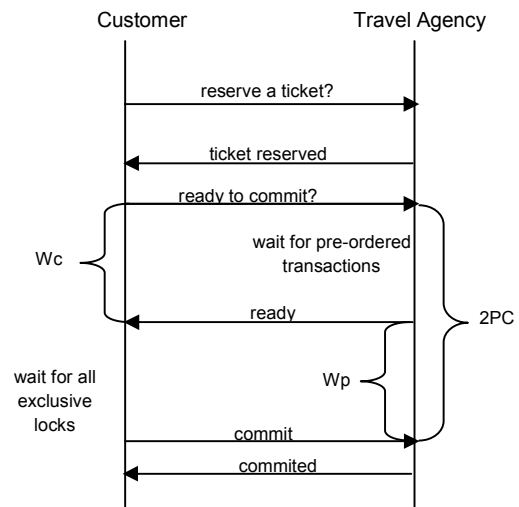 Customer
Travel Agency
reserve a ticket?
ticket reserved
ready to commit?
wait for pre-ordered
transactions
Wc
ready
2PC
Wp
wait for all
exclusive
locks
commit
commited